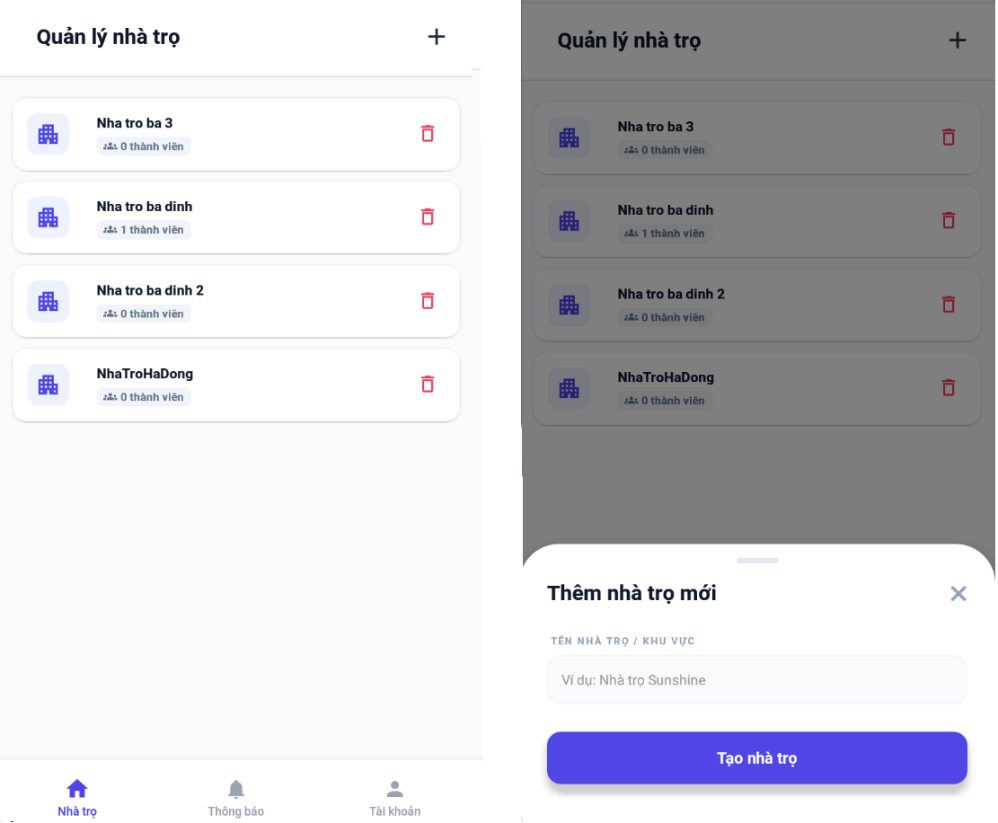 Quản lý nhà trọ
Nha tro ba 3
0 thành viên
Nha tro ba dinh
1 thành viên
Nha tro ba dinh 2
0 thành viên
NhaTroHaDong
0 thành viên
Nhà trọ
Thông báo
Tài khoản
Quản lý nhà trọ
Nha tro ba 3
0 thành viên
Nha tro ba dinh
1 thành viên
Nha tro ba dinh 2
0 thành viên
NhaTroHaDong
0 thành viên
Thêm nhà trọ mới
TÊN NHÀ TRỌ / KHU VỰC
Ví dụ: Nhà trọ Sunshine
Tạo nhà trọ